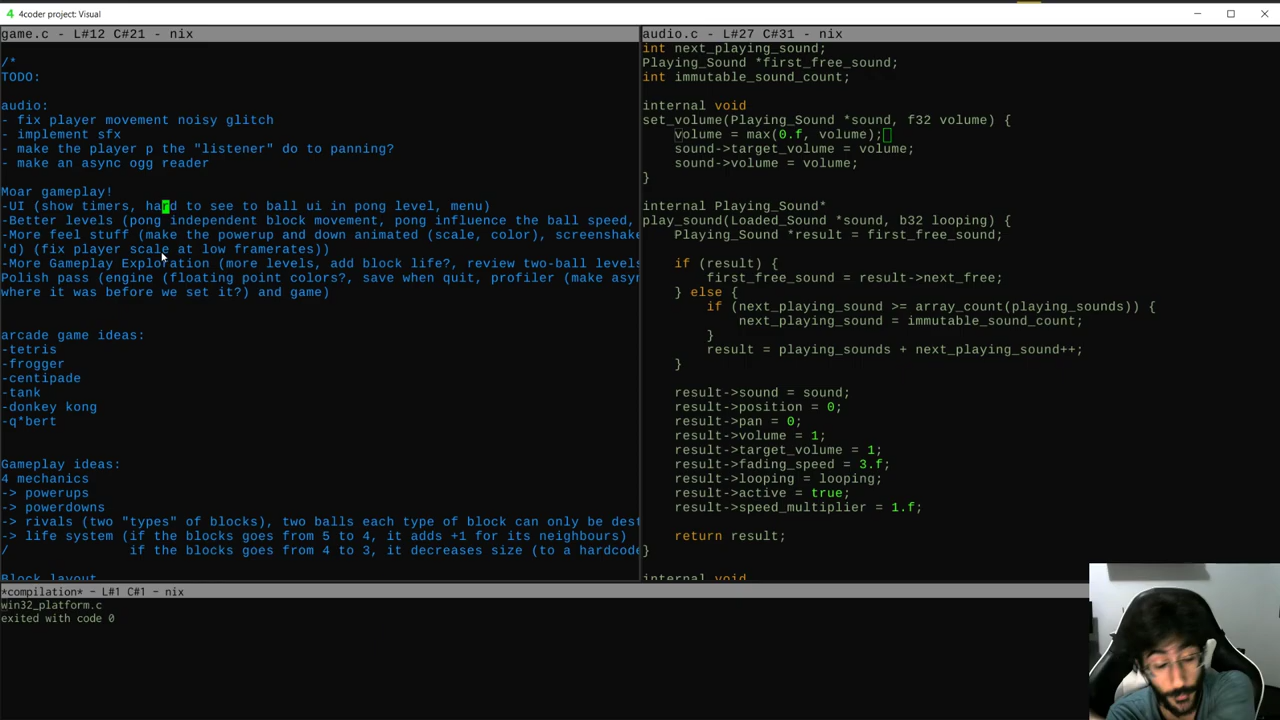 4 4coder project: Visual
game.c - L#12 C#21 - nix
/*
TODO:
audio:
- fix player movement noisy glitch
- implement sfx
- make the player p the "listener" do to panning?
- make an async ogg reader
Moar gameplay!
-UI (show timers, hard to see to ball ui in pong level, menu)
-Better levels (pong independent block movement, pong influence the ball speed,
-More feel stuff (make the powerup and down animated (scale, color), screenshake
'd) (fix player scale at low framerates))
-More Gameplay Exploration (more levels, add block life?, review two-ball levels
Polish pass (engine (floating point colors?, save when quit, profiler (make asyn
where it was before we set it?) and game)
arcade game ideas:
-tetris
-frogger
-centipade
-tank
-donkey kong
-q*bert
Gameplay ideas:
4 mechanics
-> powerups
-> powerdowns
-> rivals (two "types" of blocks), two balls each type of block can only be dest
-> life system (if the blocks goes from 5 to 4, it adds +1 for its neighbours)
/ if the blocks goes from 4 to 3, it decreases size (to a hardcode
Block layout
audio.c - L#27 C#31 - nix
int next_playing_sound;
Playing_Sound *first_free_sound;
int immutable_sound_count;
internal void
set_volume(Playing_Sound *sound, f32 volume) {
volume = max(0.f, volume);
sound->target_volume = volume;
sound->volume = volume;
}
internal Playing_Sound*
play_sound(Loaded_Sound *sound, b32 looping) {
Playing_Sound *result = first_free_sound;
if (result) {
first_free_sound = result->next_free;
} else {
if (next_playing_sound >= array_count(playing_sounds)) {
next_playing_sound = immutable_sound_count;
}
result = playing_sounds + next_playing_sound++;
}
result->sound = sound;
result->position = 0;
result->pan = 0;
result->volume = 1;
result->target_volume = 1;
result->fading_speed = 3.f;
result->looping = looping;
result->active = true;
result->speed_multiplier = 1.f;
return result;
}
internal void
*compilation* - L#1 C#1 - nix
win32_platform.c
exited with code 0